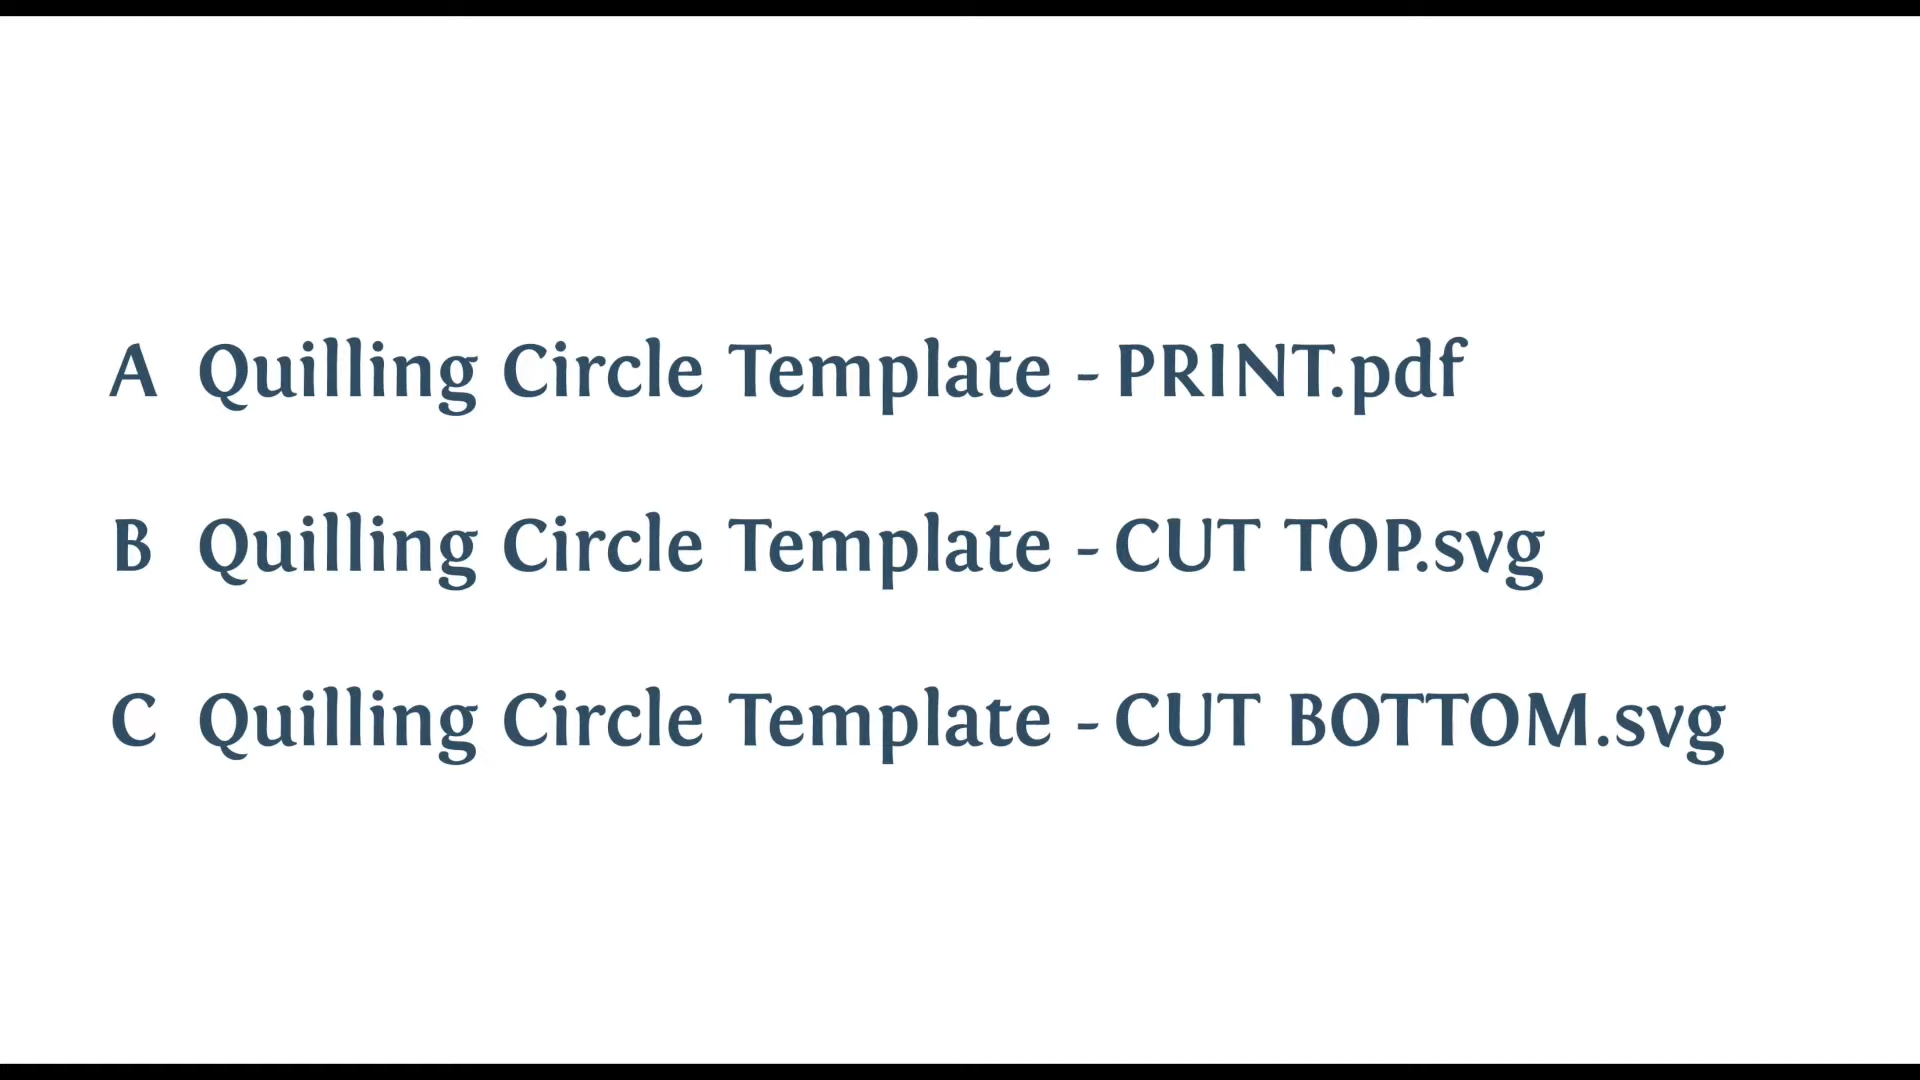 A Quilling Circle Template - PRINT.pdf
B Quilling Circle Template - CUT TOP.svg
C Quilling Circle Template - CUT BOTTOM.svg